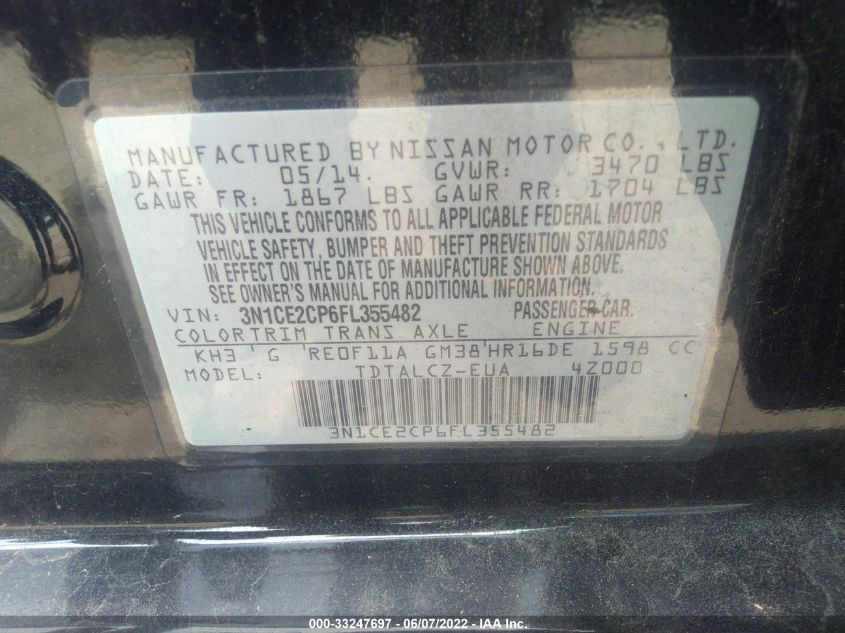 MANUFACTURED BY NISSAN MOTOR CO., LTD.
DATE: 05/14 GVWR: 3470 LBS
GAWR FR: 1867 LBS GAWR RR: 1704 LBS
THIS VEHICLE CONFORMS TO ALL APPLICABLE FEDERAL MOTOR
VEHICLE SAFETY, BUMPER AND THEFT PREVENTION STANDARDS
IN EFFECT ON THE DATE OF MANUFACTURE SHOWN ABOVE.
SEE OWNER'S MANUAL FOR ADDITIONAL INFORMATION.
VIN: 3N1CE2CP6FL355482 PASSENGER CAR.
COLOR TRIM TRANS AXLE ENGINE
KH3 ' G 'RE0F11A GM38'HR16DE 1598 CC
MODEL: TDTALCZ-EUA 4Z000
3N1CE2CP6FL355482
000-33247697 - 06/07/2022 - IAA Inc.